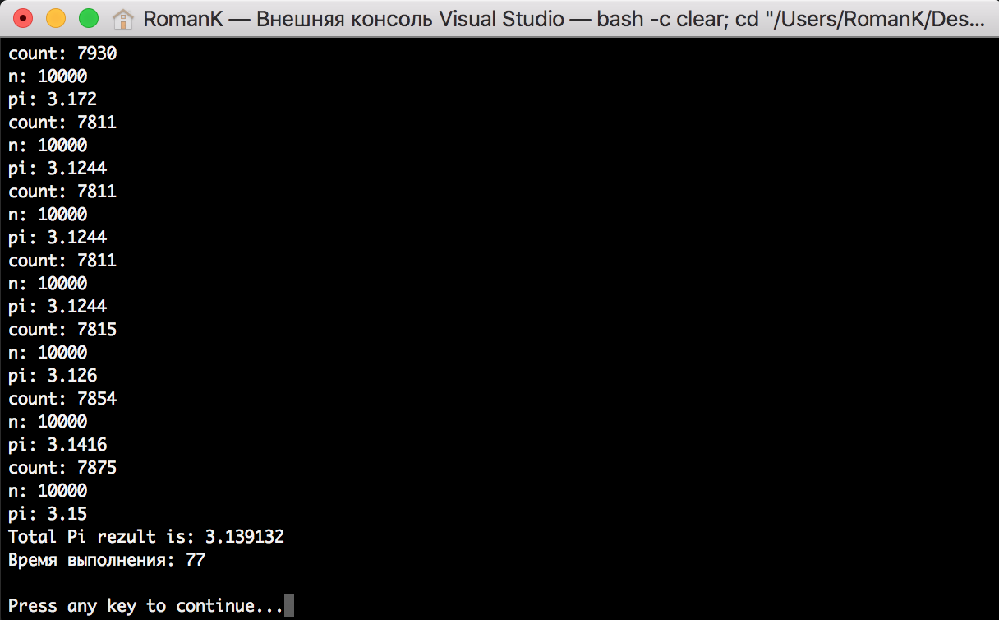 RomanK — Внешняя консоль Visual Studio — bash -c clear; cd "/Users/RomanK/Des...
count: 7930
n: 10000
pi: 3.172
count: 7811
n: 10000
pi: 3.1244
count: 7811
n: 10000
pi: 3.1244
count: 7811
n: 10000
pi: 3.1244
count: 7815
n: 10000
pi: 3.126
count: 7854
n: 10000
pi: 3.1416
count: 7875
n: 10000
pi: 3.15
Total Pi rezult is: 3.139132
Время выполнения: 77
Press any key to continue...